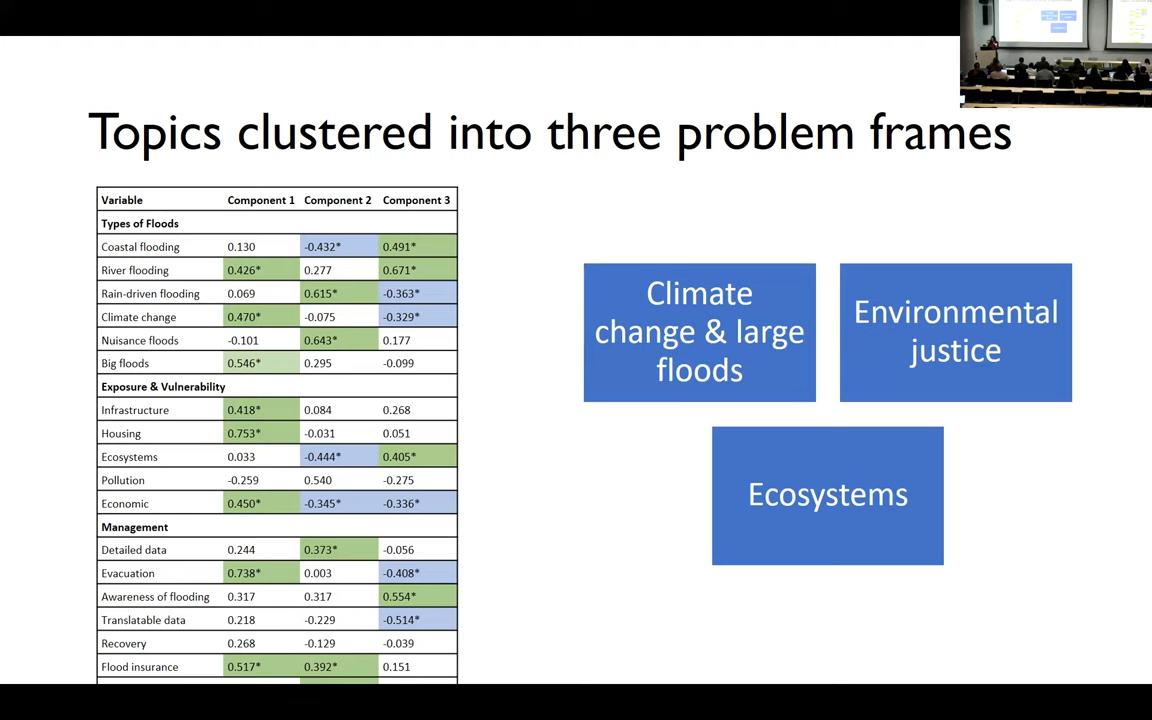 Topics clustered into three problem frames
Variable Component 1 Component 2 Component 3
Types of Floods
Coastal flooding 0.130 -0.432* 0.491*
River flooding 0.426* 0.277 0.671*
Rain-driven flooding 0.069 0.615* -0.363*
Climate change 0.470* -0.075 -0.329*
Nuisance floods -0.101 0.643* 0.177
Big floods 0.546* 0.295 -0.099
Exposure & Vulnerability
Infrastructure 0.418* 0.084 0.268
Housing 0.753* -0.031 0.051
Ecosystems 0.033 -0.444* 0.405*
Pollution -0.259 0.540 -0.275
Economic 0.450* -0.345* -0.336*
Management
Detailed data 0.244 0.373* -0.056
Evacuation 0.738* 0.003 -0.408*
Awareness of flooding 0.317 0.317 0.554*
Translatable data 0.218 -0.229 -0.514*
Recovery 0.268 -0.129 -0.039
Flood insurance 0.517* 0.392* 0.151
Climate
change & large
floods
Environmental
justice
Ecosystems